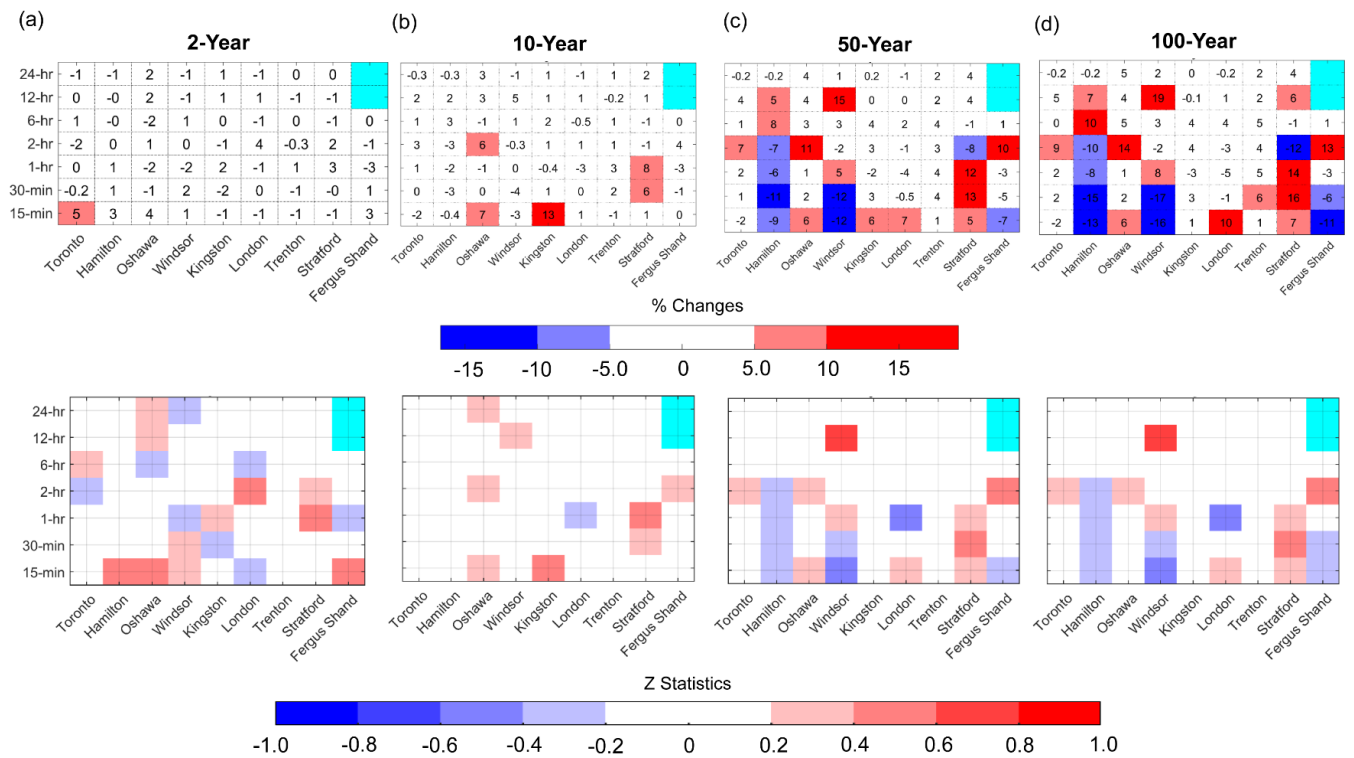 (a)
2-Year
24-hr -1 -1 2 -1 1 -1 0 0
12-hr 0 -0 2 -1 1 1 -1 -1
6-hr 1 -0 -2 1 0 -1 0 -1 0
2-hr -2 0 1 0 -1 4 -0.3 2 -1
1-hr 0 1 -2 -2 2 -1 1 3 -3
30-min -0.2 1 -1 2 -2 0 -1 -0 1
15-min 5 3 4 1 -1 -1 -1 -1 3
Toronto Hamilton Oshawa Windsor Kingston London Trenton Stratford Fergus Shand
(b)
10-Year
-0.3 -0.3 3 -1 1 -1 1 2
2 2 3 5 1 1 -0.2 1
1 3 -1 1 2 -0.5 1 1 0
3 -3 6 -0.3 1 1 1 -1 4
1 -2 -1 1 -0.4 -3 1 8 -3
0 -3 0 -4 1 0 2 6 -1
-2 -0.4 7 -3 13 1 -1 1 0
Toronto Hamilton Oshawa Windsor Kingston London Trenton Stratford Fergus Shand
(c)
50-Year
-0.2 -0.2 4 1 0.2 -1 2 4
4 5 4 15 0 0 2 4
1 8 3 3 4 2 4 -1 1
7 -7 11 -2 1 -3 4 -8 10
2 -6 1 5 -2 -4 1 12 -3
1 -11 1 -12 3 -0.5 4 13 -5
-2 -9 6 -12 6 7 1 5 -7
Toronto Hamilton Oshawa Windsor Kingston London Trenton Stratford Fergus Shand
(d)
100-Year
-0.2 -0.2 5 2 0 -1 2 4
5 7 4 19 -0.1 1 3 6
1 10 3 4 4 2 5 -1 1
9 -10 14 -2 -4 -3 5 -12 13
2 -8 1 8 -3 -5 1 14 -3
1 -15 1 -17 3 -1 6 16 -6
-2 -13 6 -16 1 10 1 7 -11
Toronto Hamilton Oshawa Windsor Kingston London Trenton Stratford Fergus Shand
% Changes
-15 -10 -5.0 0 5.0 10 15
24-hr
12-hr
6-hr
2-hr
1-hr
30-min
15-min
Toronto Hamilton Oshawa Windsor Kingston London Trenton Stratford Fergus Shand
Toronto Hamilton Oshawa Windsor Kingston London Trenton Stratford Fergus Shand
Toronto Hamilton Oshawa Windsor Kingston London Trenton Stratford Fergus Shand
Toronto Hamilton Oshawa Windsor Kingston London Trenton Stratford Fergus Shand
Z Statistics
-1.0 -0.8 -0.6 -0.4 -0.2 0 0.2 0.4 0.6 0.8 1.0